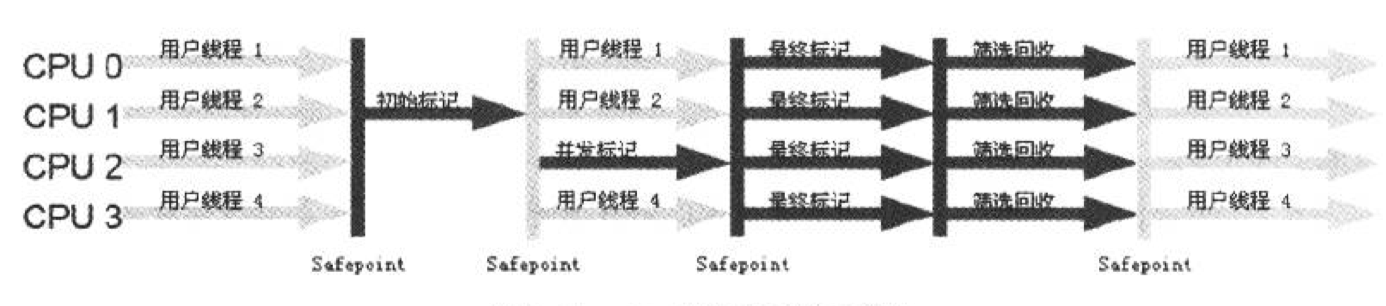 CPU 0 用户线程 1 用户线程 1 最终标记 筛选回收 用户线程 1
CPU 1 用户线程 2 初始标记 用户线程 2 最终标记 筛选回收 用户线程 2
CPU 2 用户线程 3 并发标记 最终标记 筛选回收 用户线程 3
CPU 3 用户线程 4 用户线程 4 最终标记 筛选回收 用户线程 4
Safepoint Safepoint Safepoint Safepoint